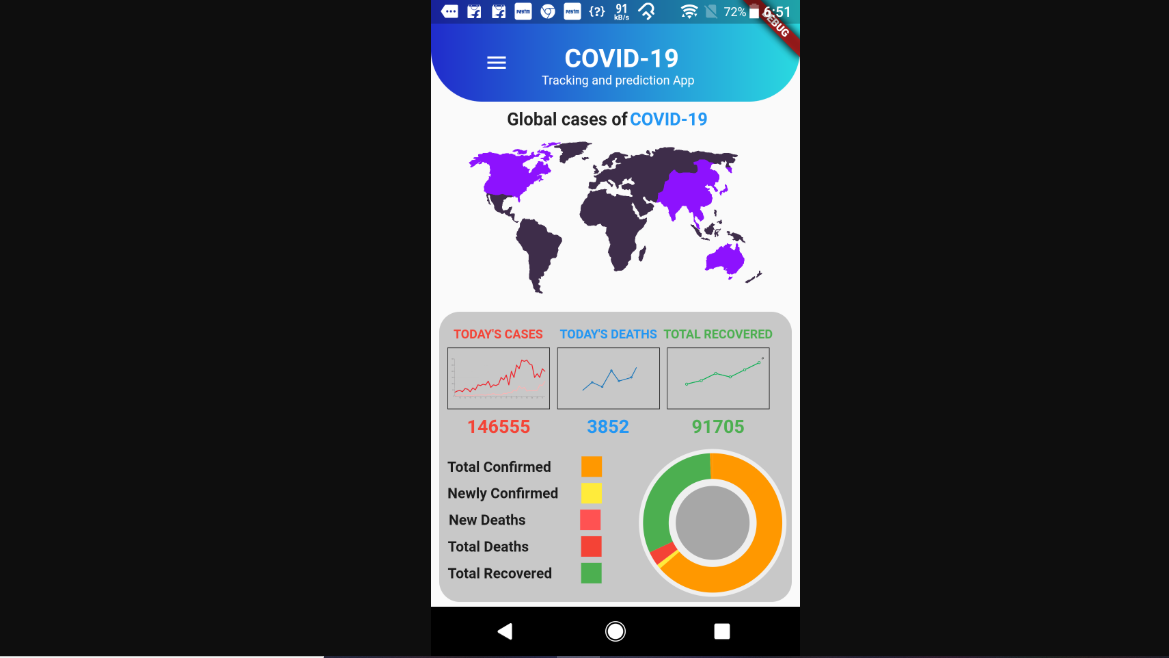 {?} 91 KB/s 72% 6:51
DEBUG
COVID-19
Tracking and prediction App
Global cases of COVID-19
TODAY'S CASES TODAY'S DEATHS TOTAL RECOVERED
146555 3852 91705
Total Confirmed
Newly Confirmed
New Deaths
Total Deaths
Total Recovered